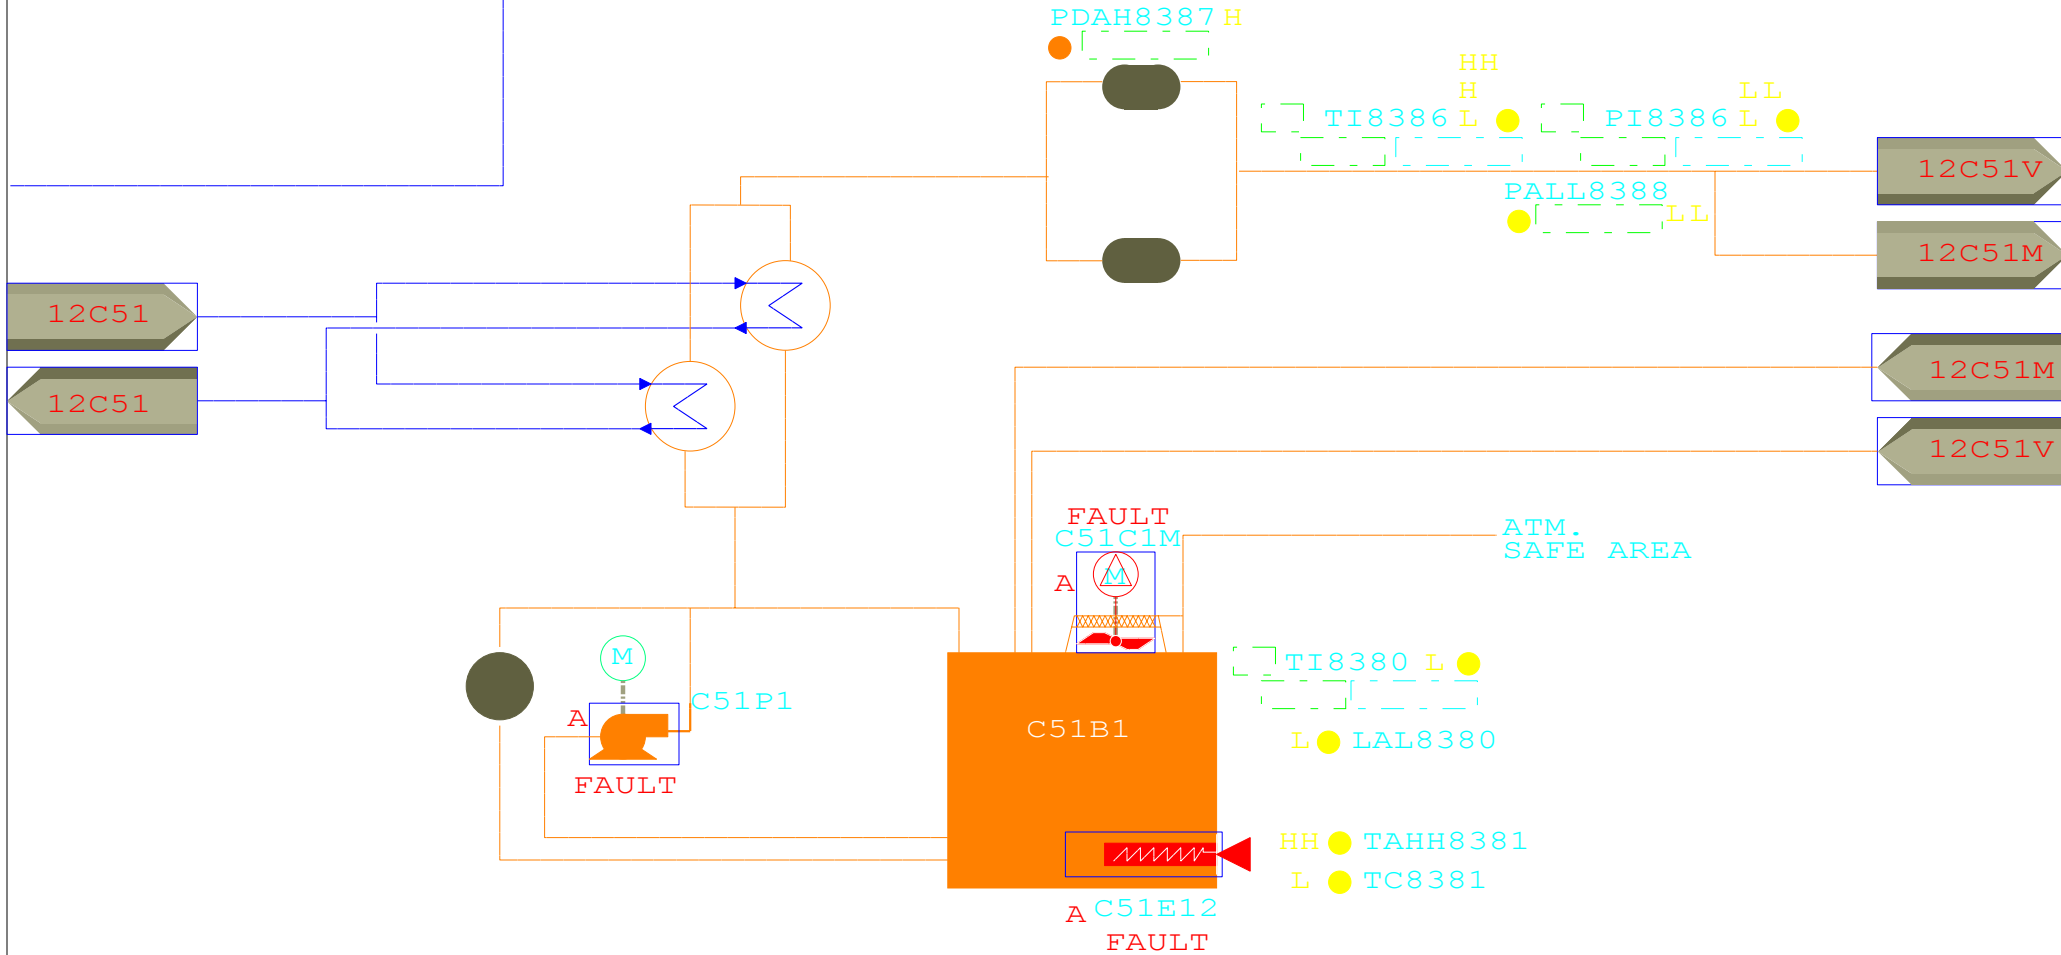 PDAH8387 H
HH
H
TI8386 L
LL
PI8386 L
12C51V
PALL8388 LL
12C51M
12C51
12C51M
12C51
12C51V
FAULT
C51C1M
ATM.
SAFE AREA
M
A
M
TI8380 L
C51P1
A
C51B1
L LAL8380
FAULT
HH TAHH8381
L TC8381
A C51E12
FAULT